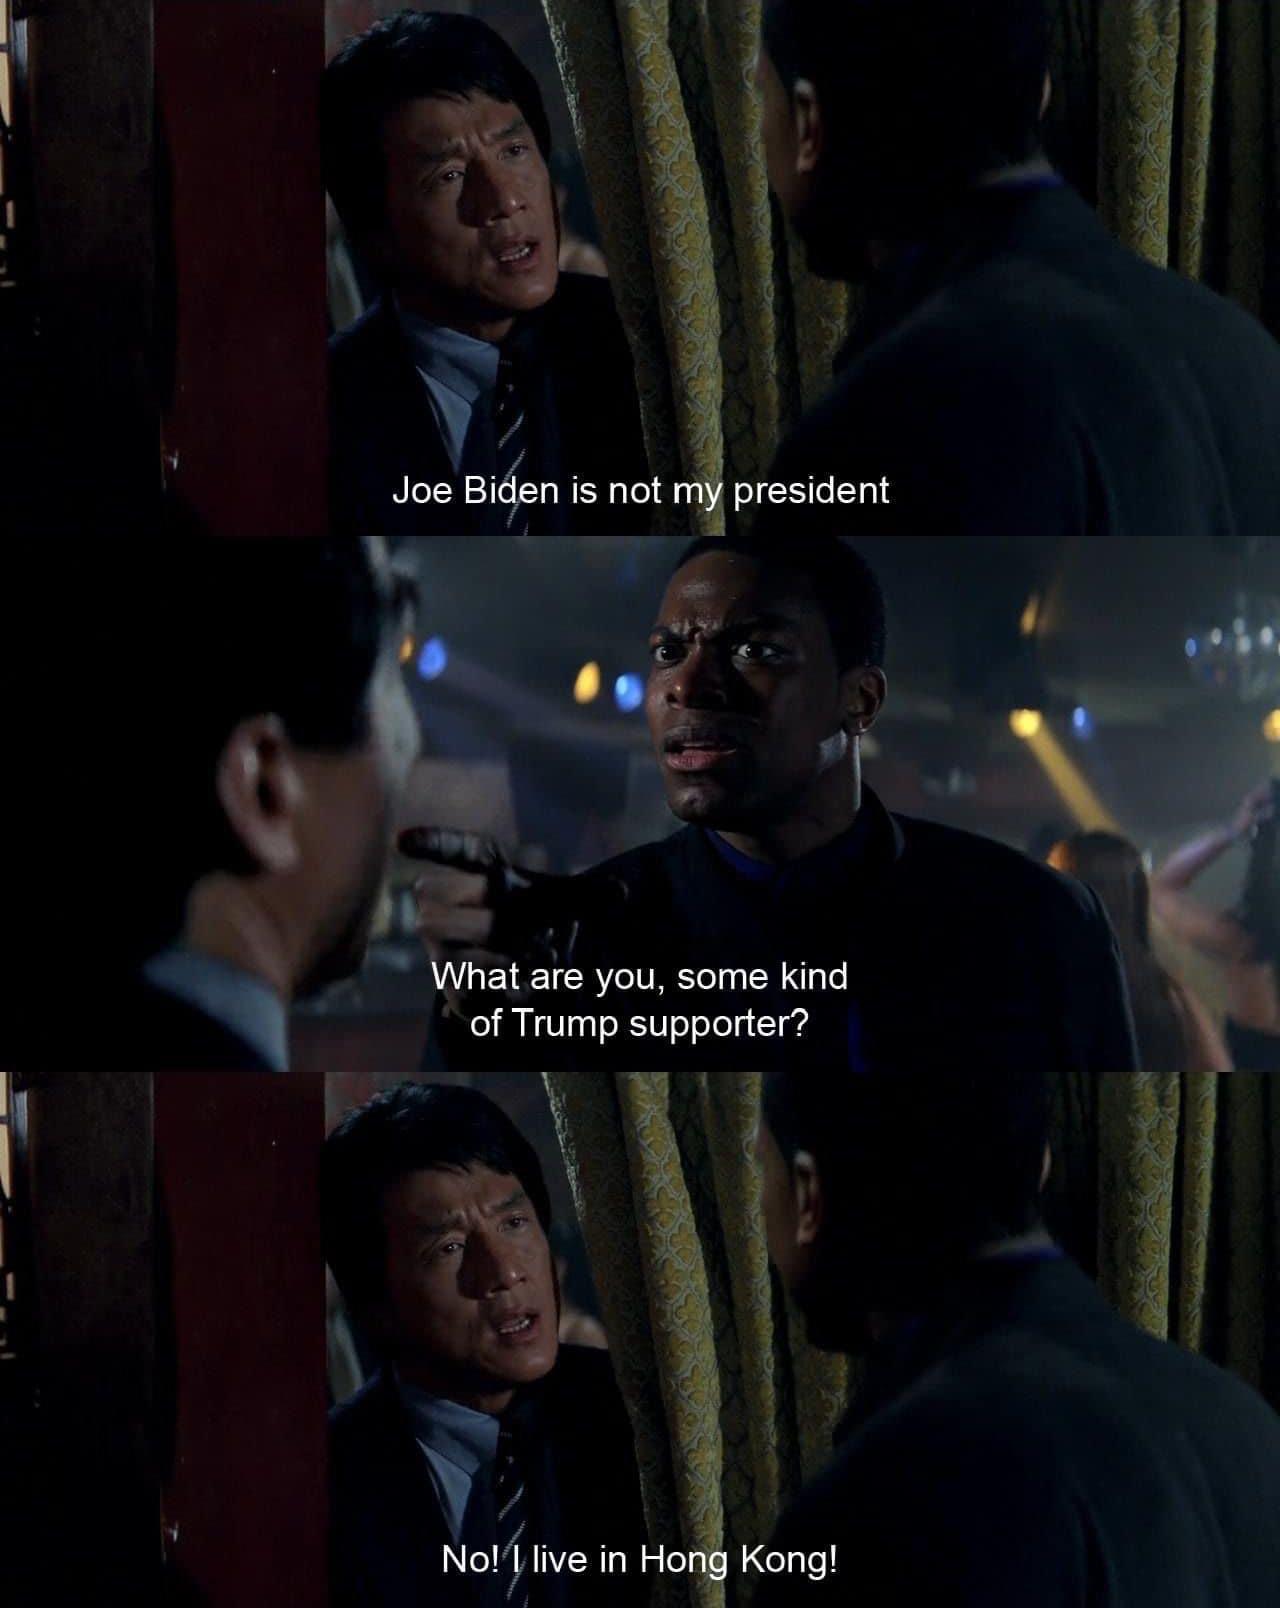 Joe Biden is not my president
What are you, some kind
of Trump supporter?
No! I live in Hong Kong!